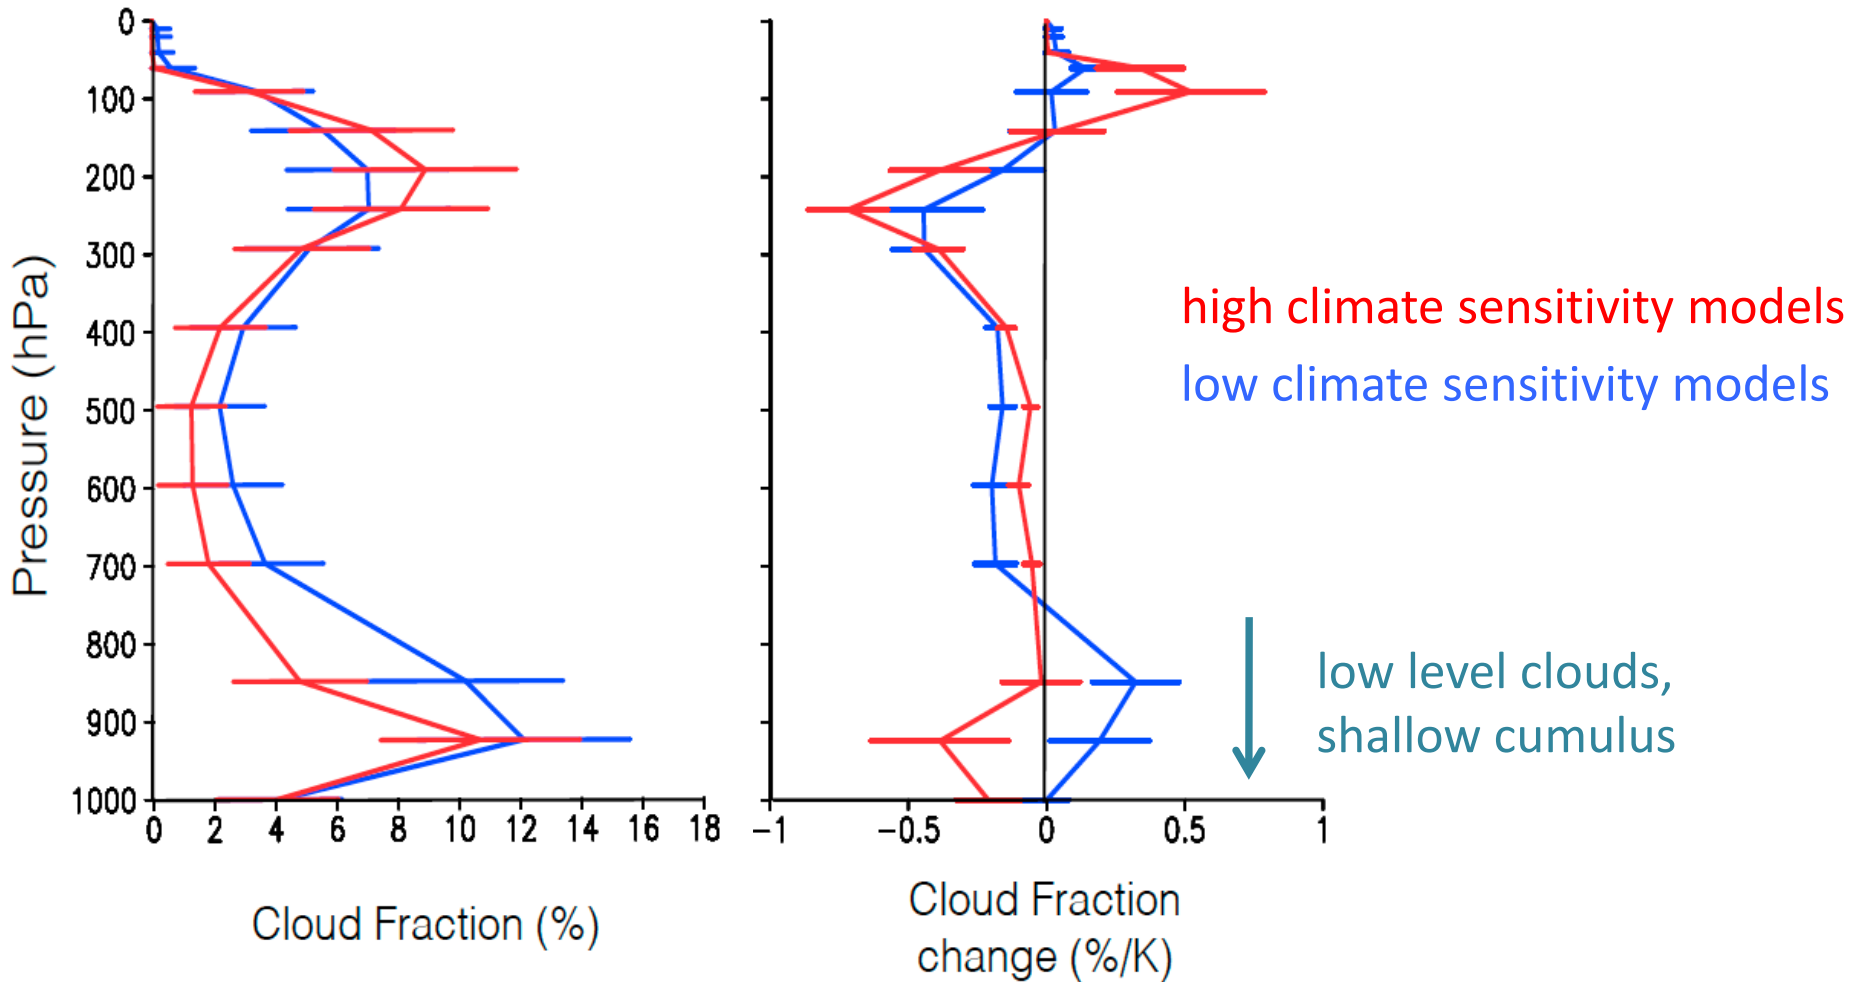 0
100
200
300
400
500
600
700
800
900
1000
Pressure (hPa)
0 2 4 6 8 10 12 14 16 18
Cloud Fraction (%)
−1 −0.5 0 0.5 1
Cloud Fraction
change (%/K)
high climate sensitivity models
low climate sensitivity models
low level clouds,
shallow cumulus